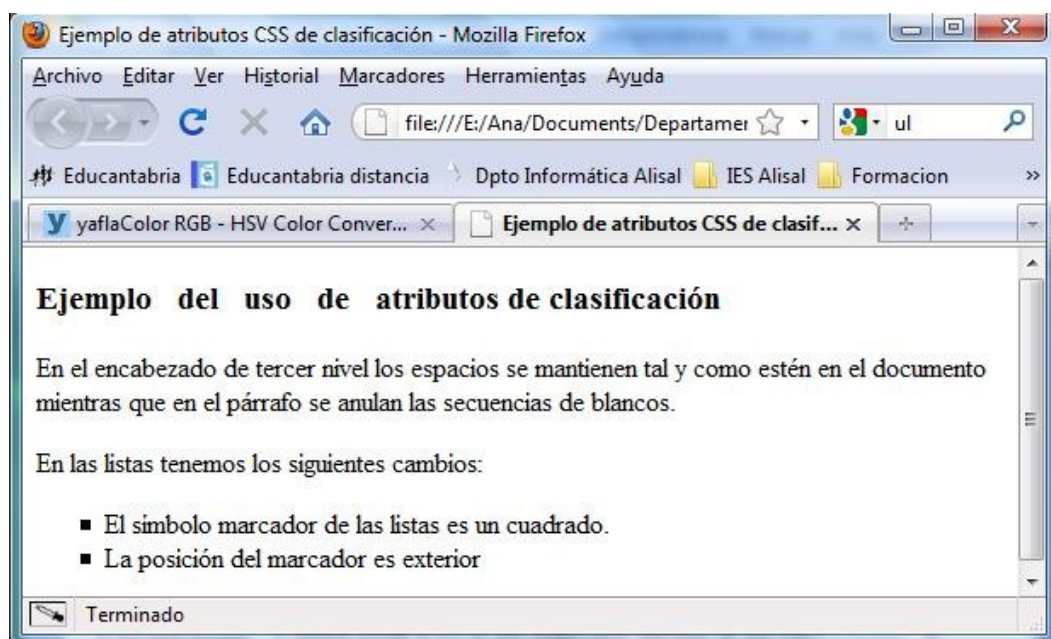 Ejemplo de atributos CSS de clasificación - Mozilla Firefox
Archivo Editar Ver Historial Marcadores Herramientas Ayuda
file:///E:/Ana/Documents/Departamer ul
Educantabria Educantabria distancia Dpto Informática Alisal IES Alisal Formacion »
yaflaColor RGB - HSV Color Conver... Ejemplo de atributos CSS de clasif...
Ejemplo del uso de atributos de clasificación
En el encabezado de tercer nivel los espacios se mantienen tal y como estén en el documento
mientras que en el párrafo se anulan las secuencias de blancos.
En las listas tenemos los siguientes cambios:
El símbolo marcador de las listas es un cuadrado.
La posición del marcador es exterior
Terminado